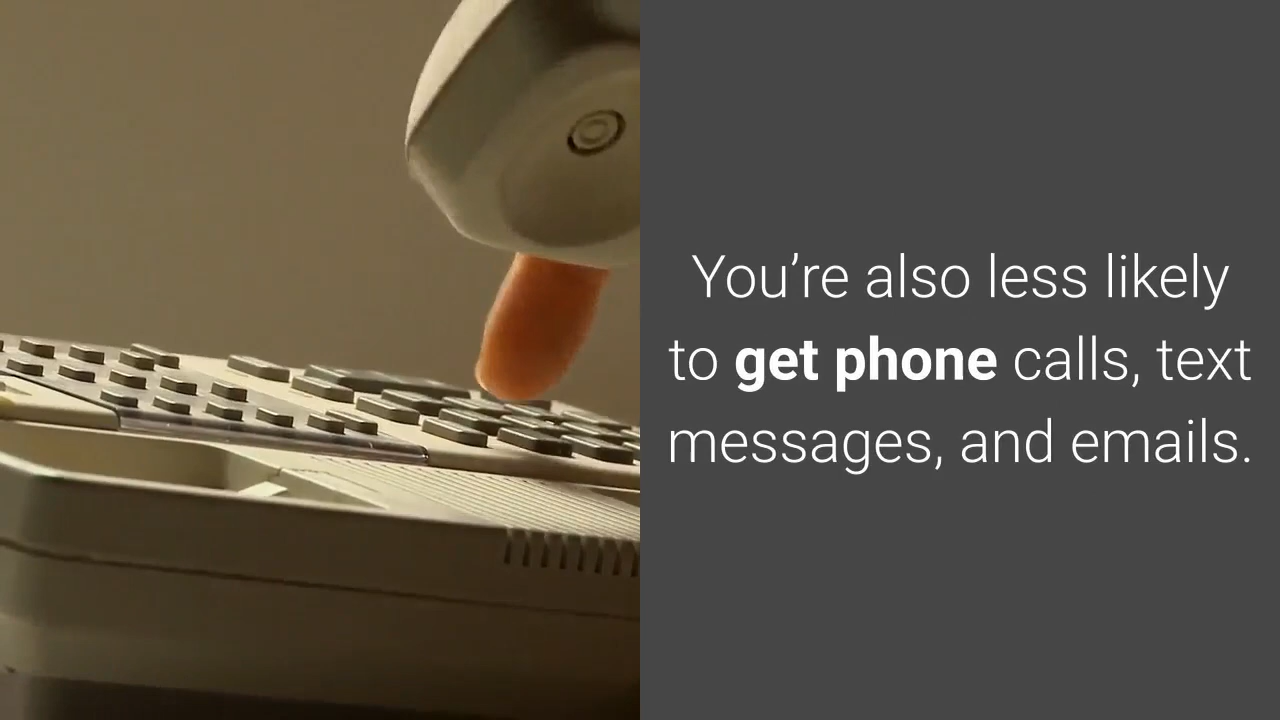 You’re also less likely
to get phone calls, text
messages, and emails.